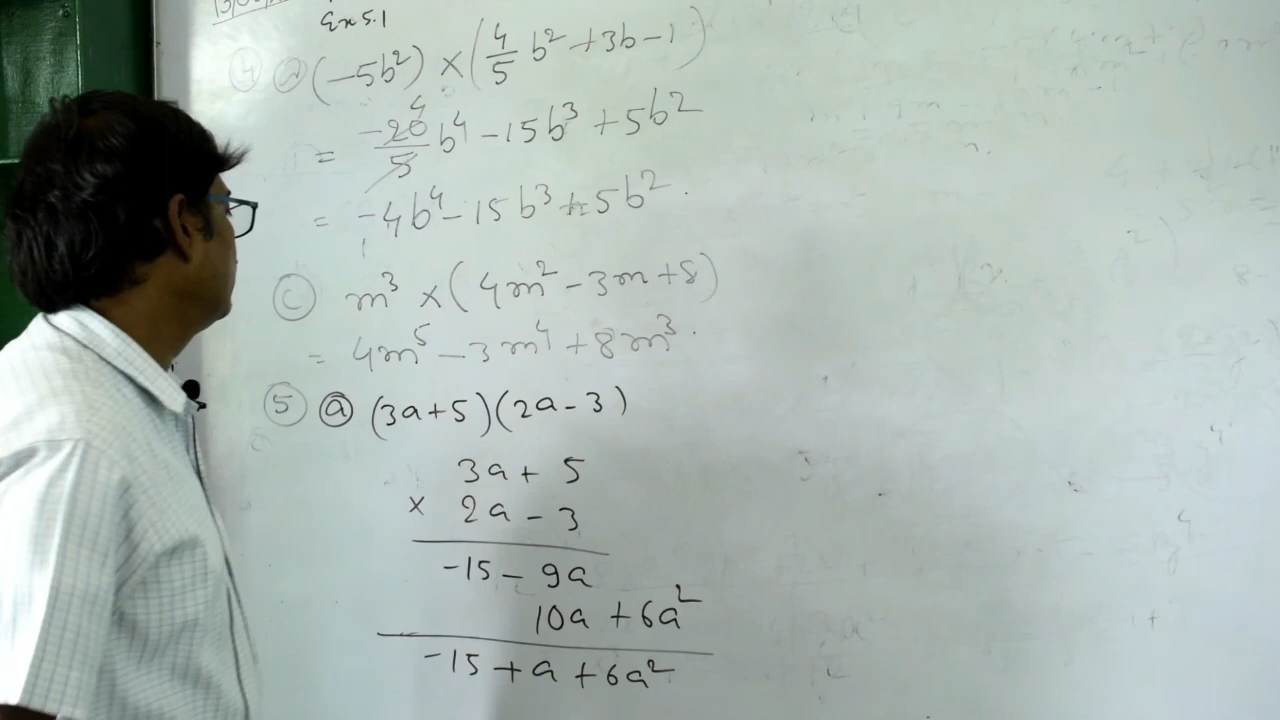 Ex 5.1
④ ⓐ (-5b²) × (4/5 b² + 3b - 1)
= -20/5 b⁴ - 15b³ + 5b²
= -4b⁴ - 15b³ + 5b².
ⓒ m³ × (4m² - 3m + 8)
= 4m⁵ - 3m⁴ + 8m³.
⑤ ⓐ (3a+5)(2a-3)
3a + 5
× 2a - 3
-15 - 9a
10a + 6a²
-15 + a + 6a²